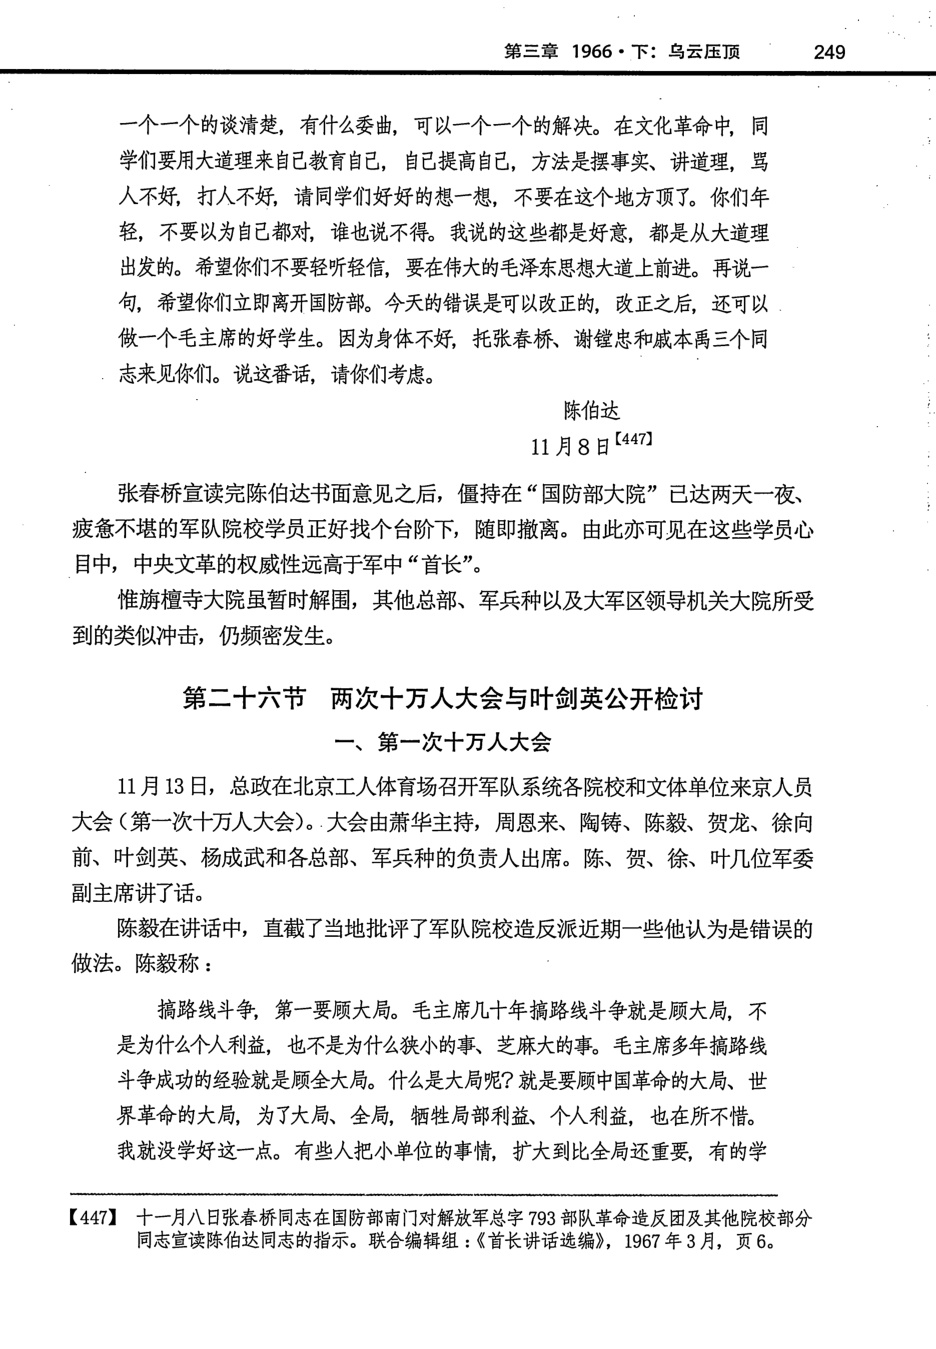 第三章 1966·下：乌云压顶 249
一个一个的谈清楚，有什么委曲，可以一个一个的解决。在文化革命中，同
学们要用大道理来自己教育自己，自己提高自己，方法是摆事实、讲道理，骂
人不好，打人不好，请同学们好好的想一想，不要在这个地方顶了。你们年
轻，不要以为自己都对，谁也说不得。我说的这些都是好意，都是从大道理
出发的。希望你们不要轻听轻信，要在伟大的毛泽东思想大道上前进。再说一
句，希望你们立即离开国防部。今天的错误是可以改正的，改正之后，还可以
做一个毛主席的好学生。因为身体不好，托张春桥、谢镗忠和戚本禹三个同
志来见你们。说这番话，请你们考虑。
陈伯达
11月8日【447】
张春桥宣读完陈伯达书面意见之后，僵持在“国防部大院”已达两天一夜、
疲惫不堪的军队院校学员正好找个台阶下，随即撤离。由此亦可见在这些学员心
目中，中央文革的权威性远高于军中“首长”。
惟旃檀寺大院虽暂时解围，其他总部、军兵种以及大军区领导机关大院所受
到的类似冲击，仍频密发生。
第二十六节 两次十万人大会与叶剑英公开检讨
一、第一次十万人大会
11月13日，总政在北京工人体育场召开军队系统各院校和文体单位来京人员
大会（第一次十万人大会）。大会由萧华主持，周恩来、陶铸、陈毅、贺龙、徐向
前、叶剑英、杨成武和各总部、军兵种的负责人出席。陈、贺、徐、叶几位军委
副主席讲了话。
陈毅在讲话中，直截了当地批评了军队院校造反派近期一些他认为是错误的
做法。陈毅称：
搞路线斗争，第一要顾大局。毛主席几十年搞路线斗争就是顾大局，不
是为什么个人利益，也不是为什么狭小的事、芝麻大的事。毛主席多年搞路线
斗争成功的经验就是顾全大局。什么是大局呢？就是要顾中国革命的大局、世
界革命的大局，为了大局、全局，牺牲局部利益、个人利益，也在所不惜。
我就没学好这一点。有些人把小单位的事情，扩大到比全局还重要，有的学
【447】 十一月八日张春桥同志在国防部南门对解放军总字793部队革命造反团及其他院校部分
同志宣读陈伯达同志的指示。联合编辑组：《首长讲话选编》，1967年3月，页6。